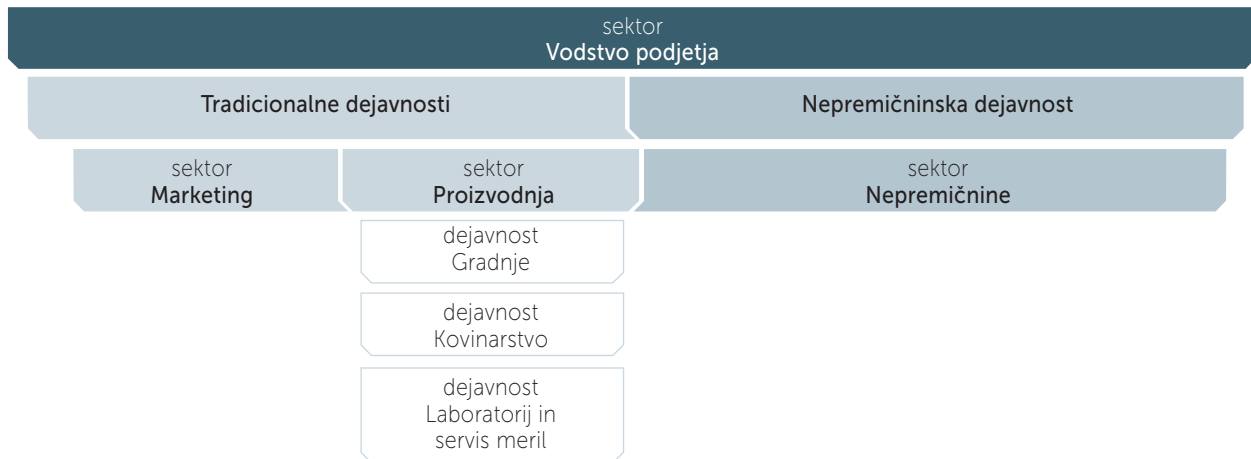 sektor
Vodstvo podjetja
Tradicionalne dejavnosti
Nepremičninska dejavnost
sektor
Marketing
sektor
Proizvodnja
sektor
Nepremičnine
dejavnost
Gradnje
dejavnost
Kovinarstvo
dejavnost
Laboratorij in
servis meril